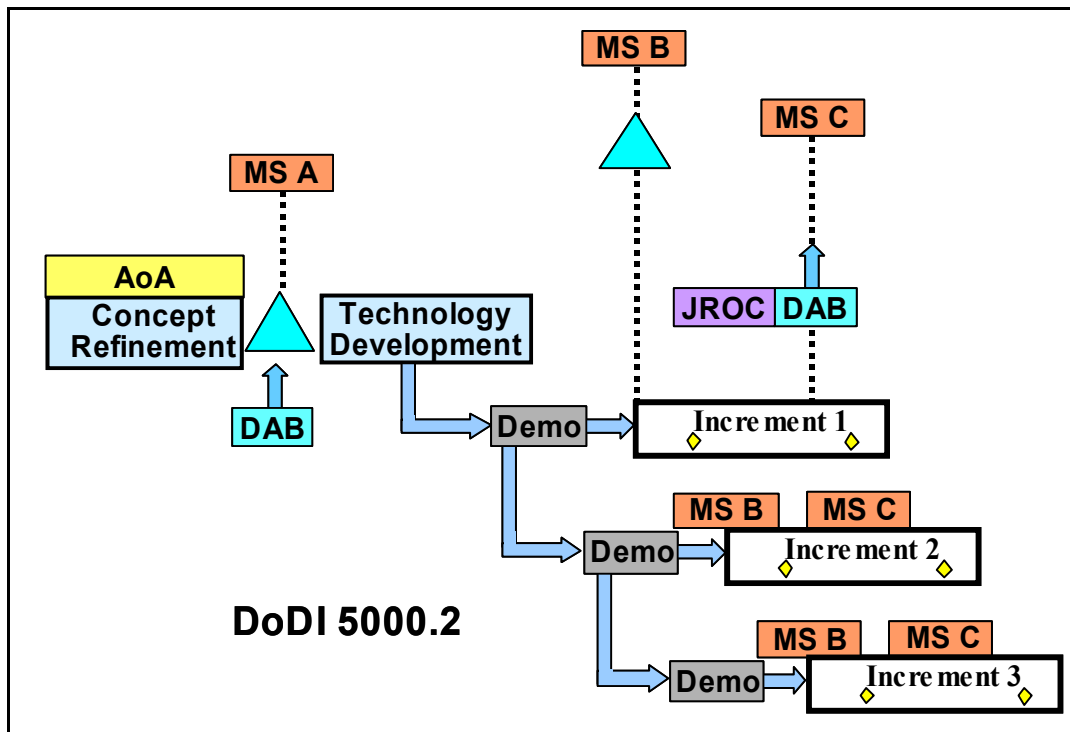 MS B
MS C
MS A
AoA
Concept
Refinement
Technology
Development
JROC
DAB
DAB
Demo
Increment 1
MS B
MS C
Demo
Increment 2
DoDI 5000.2
MS B
MS C
Demo
Increment 3